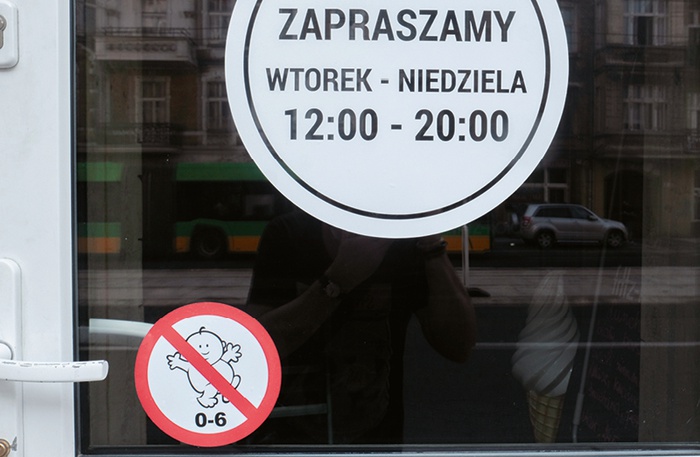 ZAPRASZAMY
WTOREK - NIEDZIELA
12:00 - 20:00
0-6